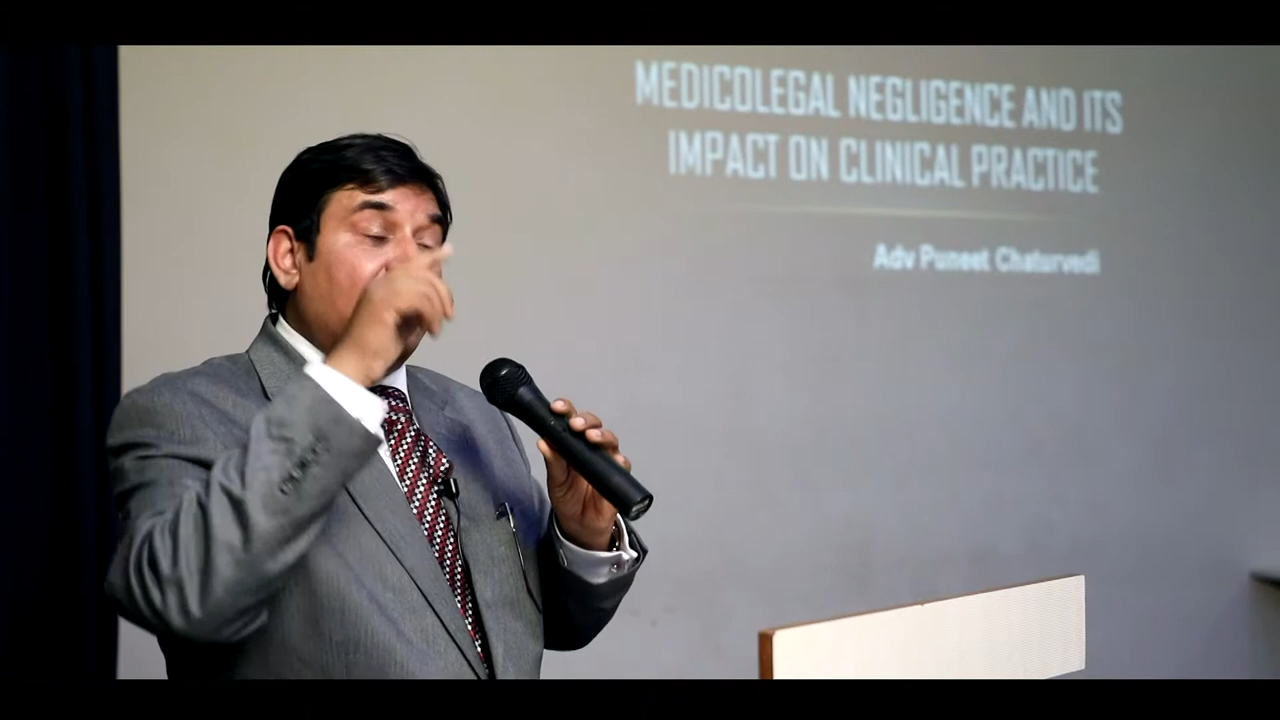 MEDICOLEGAL NEGLIGENCE AND ITS
IMPACT ON CLINICAL PRACTICE
Adv Puneet Chaturvedi